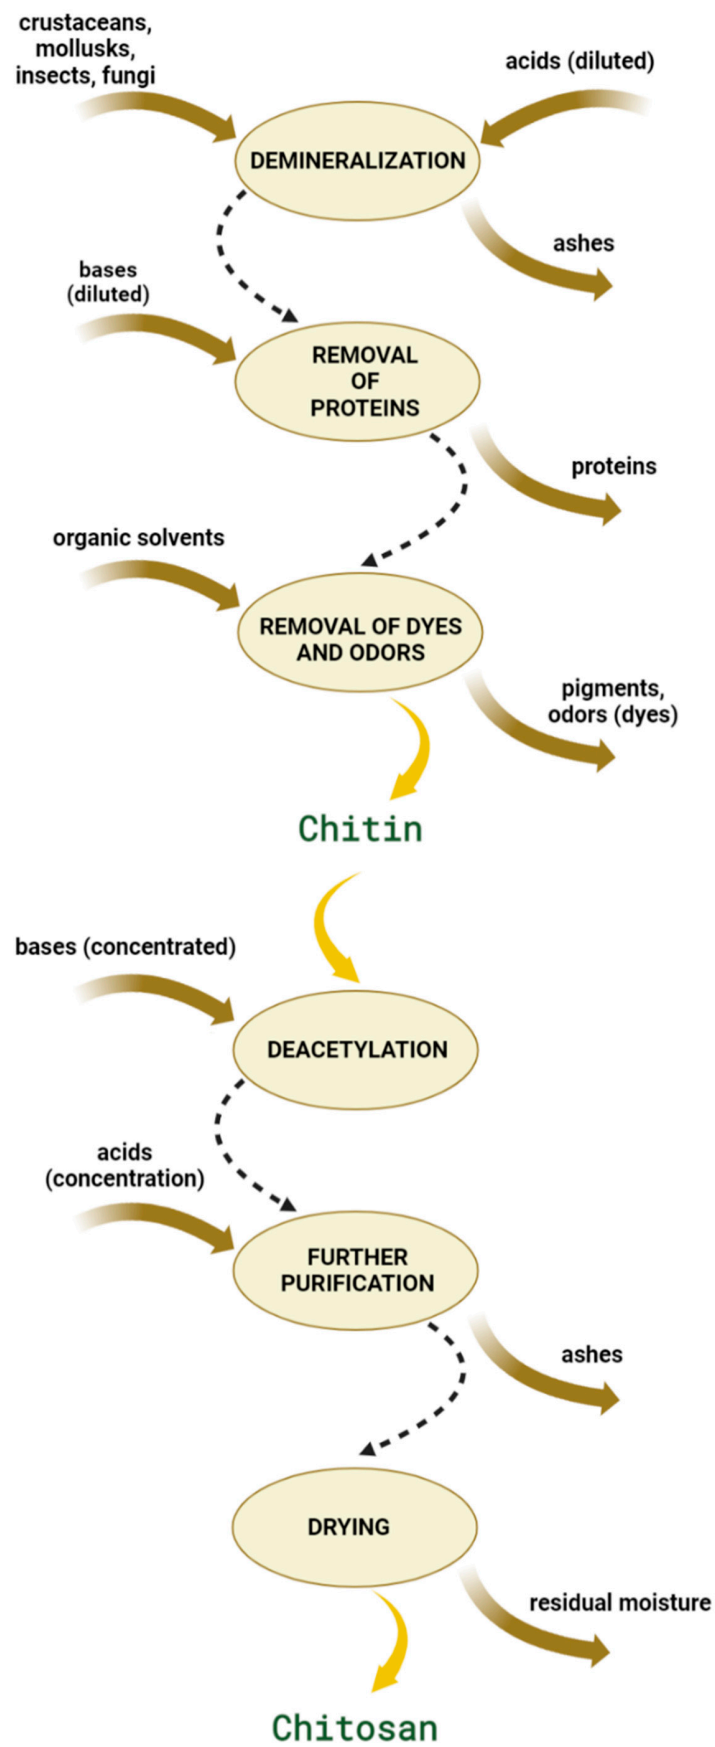 crustaceans,
mollusks,
insects, fungi
acids (diluted)
DEMINERALIZATION
ashes
bases
(diluted)
REMOVAL
OF
PROTEINS
proteins
organic solvents
REMOVAL OF DYES
AND ODORS
pigments,
odors (dyes)
Chitin
bases (concentrated)
DEACETYLATION
acids
(concentration)
FURTHER
PURIFICATION
ashes
DRYING
residual moisture
Chitosan